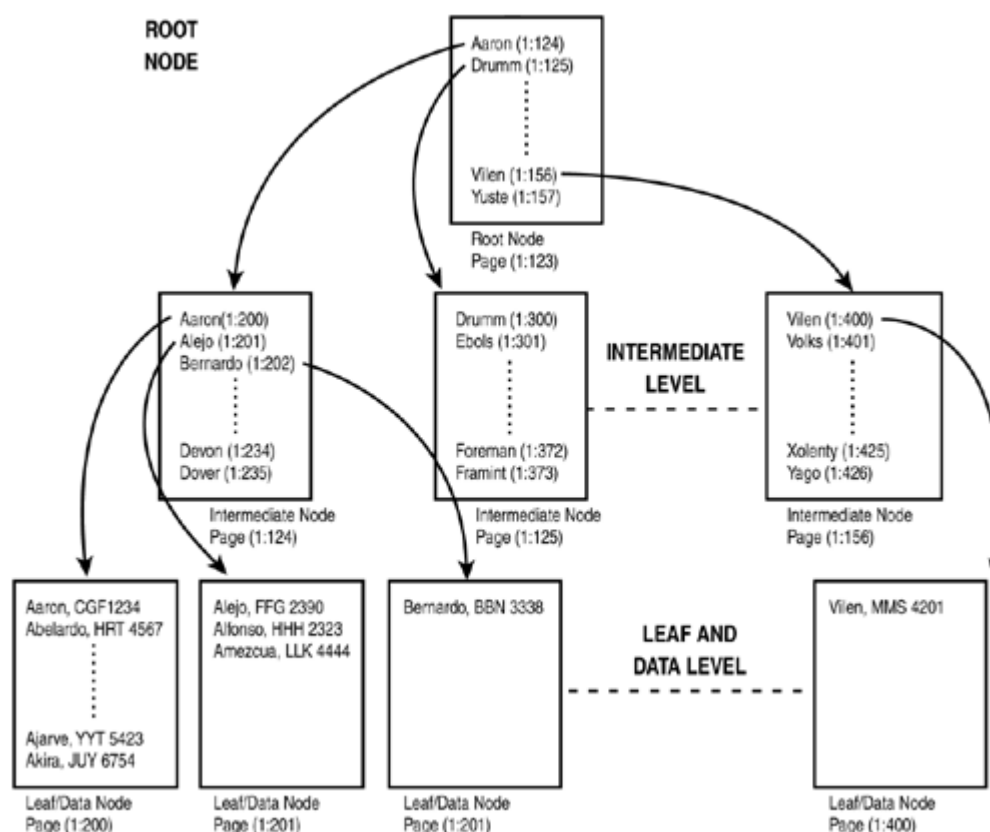 ROOT
NODE
Aaron (1:124)
Drumm (1:125)
Vilen (1:156)
Yuste (1:157)
Root Node
Page (1:123)
Aaron(1:200)
Alejo (1:201)
Bernardo (1:202)
Devon (1:234)
Dover (1:235)
Intermediate Node
Page (1:124)
Drumm (1:300)
Ebols (1:301)
Foreman (1:372)
Framint (1:373)
Intermediate Node
Page (1:125)
INTERMEDIATE
LEVEL
Vilen (1:400)
Volks (1:401)
Xolenty (1:425)
Yago (1:426)
Intermediate Node
Page (1:156)
Aaron, CGF1234
Abelardo, HRT 4567
Ajarve, YYT 5423
Akira, JUY 6754
Leaf/Data Node
Page (1:200)
Alejo, FFG 2390
Alfonso, HHH 2323
Amezcua, LLK 4444
Leaf/Data Node
Page (1:201)
Bernardo, BBN 3338
Leaf/Data Node
Page (1:201)
LEAF AND
DATA LEVEL
Vilen, MMS 4201
Leaf/Data Node
Page (1:400)